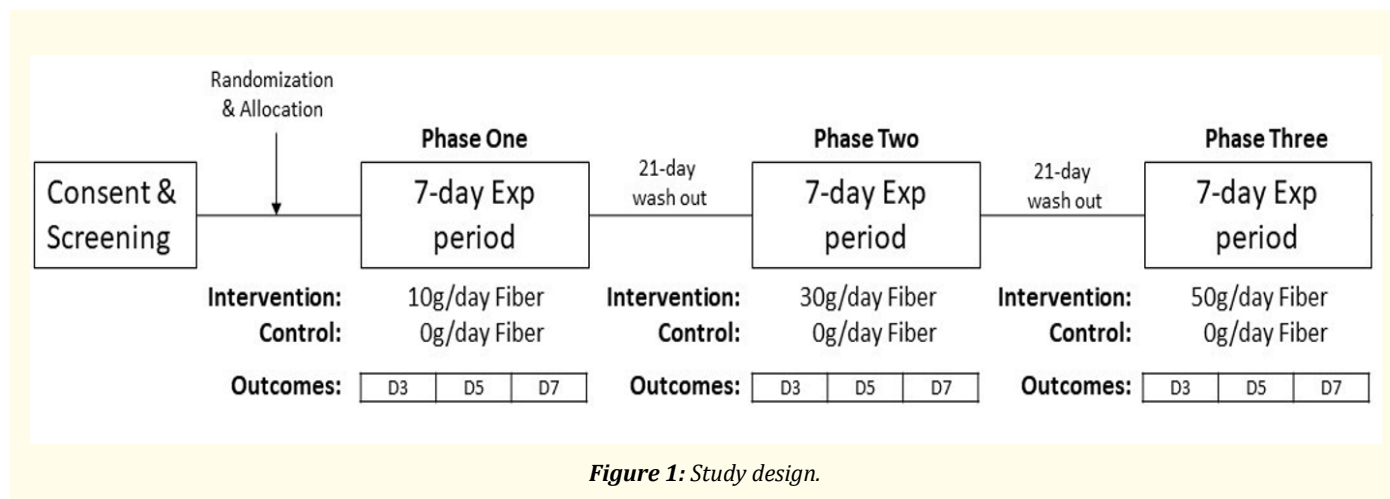 Randomization
& Allocation
Phase One
Phase Two
Phase Three
Consent &
Screening
7-day Exp
period
21-day
wash out
7-day Exp
period
21-day
wash out
7-day Exp
period
Intervention: 10g/day Fiber Intervention: 30g/day Fiber Intervention: 50g/day Fiber
Control: 0g/day Fiber Control: 0g/day Fiber Control: 0g/day Fiber
Outcomes: D3 D5 D7 Outcomes: D3 D5 D7 Outcomes: D3 D5 D7
Figure 1: Study design.